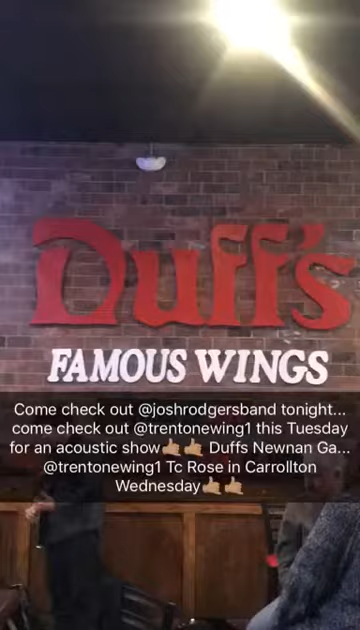 Duff's
FAMOUS WINGS
Come check out @joshrodgersband tonight...
come check out @trentonewing1 this Tuesday
for an acoustic show🤙🤙 Duffs Newnan Ga...
@trentonewing1 Tc Rose in Carrollton
Wednesday🤙🤙